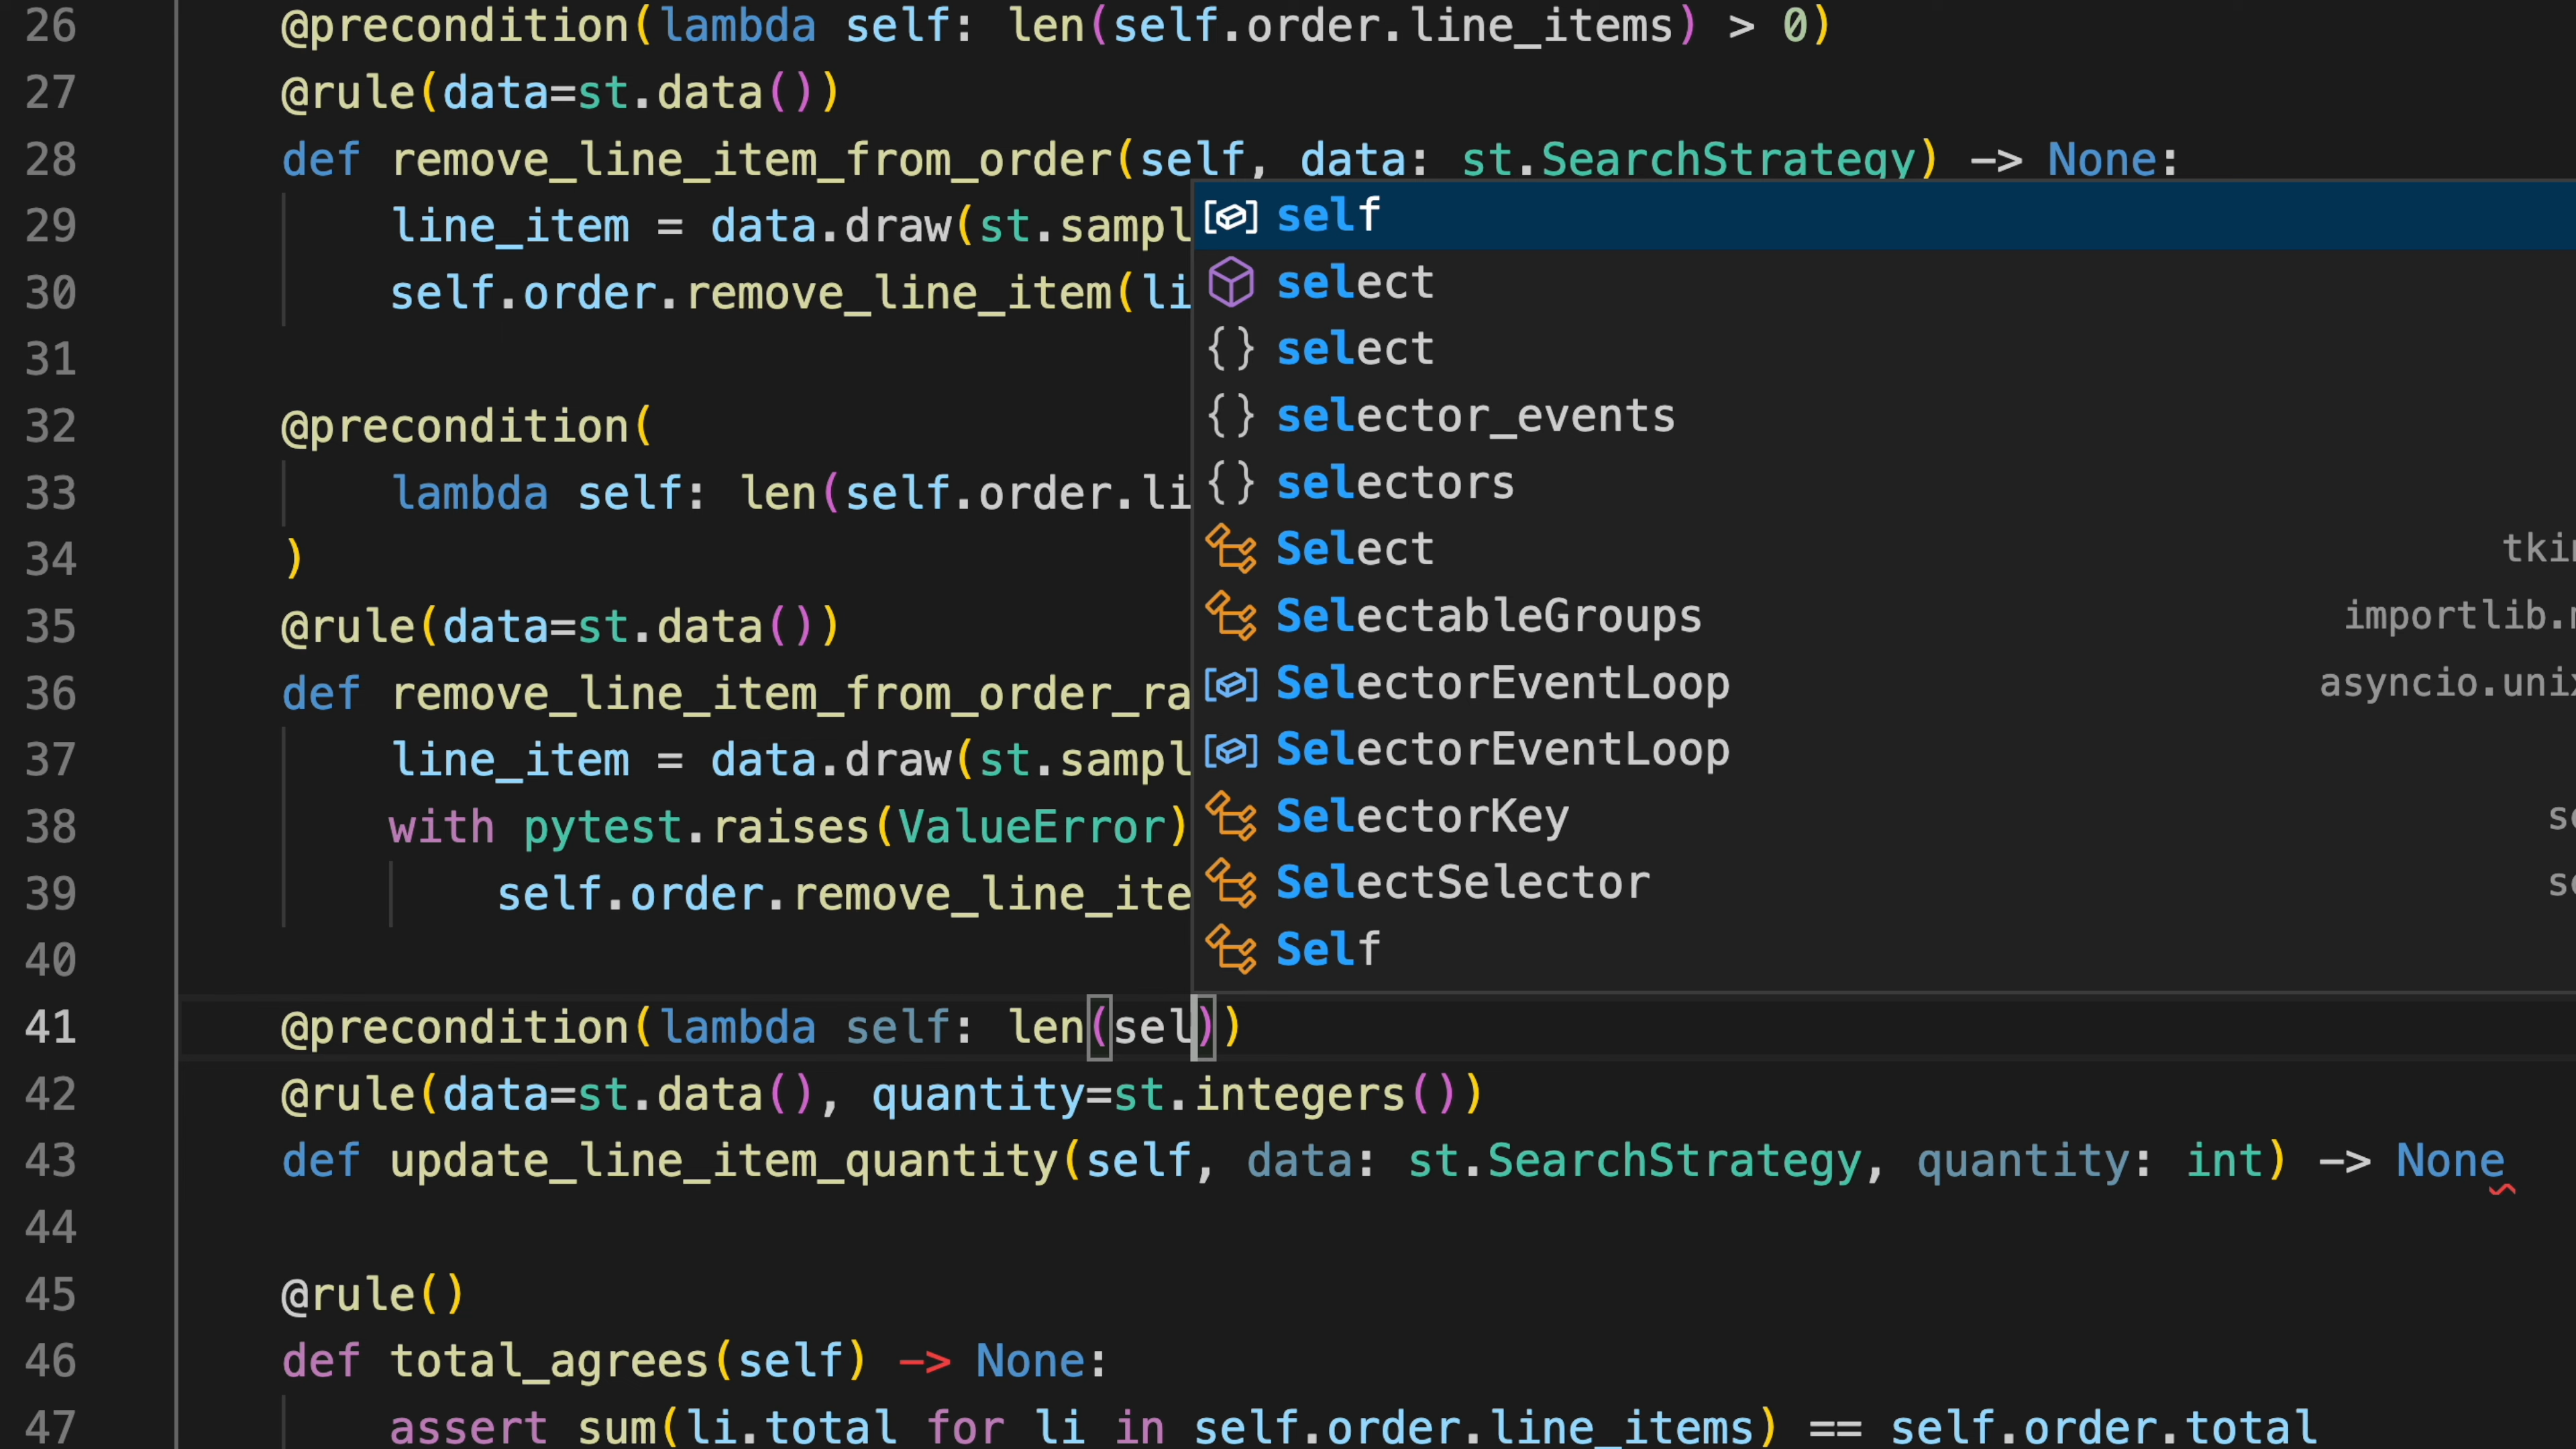 26 @precondition(lambda self: len(self.order.line_items) > 0)
27 @rule(data=st.data())
28 def remove_line_item_from_order(self, data: st.SearchStrategy) -> None:
29 line_item = data.draw(st.sampl
30 self.order.remove_line_item(li
31
32 @precondition(
33 lambda self: len(self.order.li
34 )
35 @rule(data=st.data())
36 def remove_line_item_from_order_ra
37 line_item = data.draw(st.sampl
38 with pytest.raises(ValueError)
39 self.order.remove_line_ite
40
self
select
select
selector_events
selectors
Select tkin
SelectableGroups importlib.m
SelectorEventLoop asyncio.unix
SelectorEventLoop
SelectorKey se
SelectSelector se
Self
41 @precondition(lambda self: len(sel))
42 @rule(data=st.data(), quantity=st.integers())
43 def update_line_item_quantity(self, data: st.SearchStrategy, quantity: int) -> None
44
45 @rule()
46 def total_agrees(self) -> None:
47 assert sum(li.total for li in self.order.line_items) == self.order.total